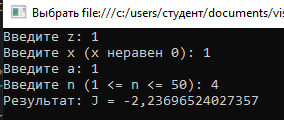 Выбрать file:///c:/users/студент/documents/vis
Введите z: 1
Введите x (x неравен 0): 1
Введите a: 1
Введите n (1 <= n <= 50): 4
Результат: J = -2,23696524027357